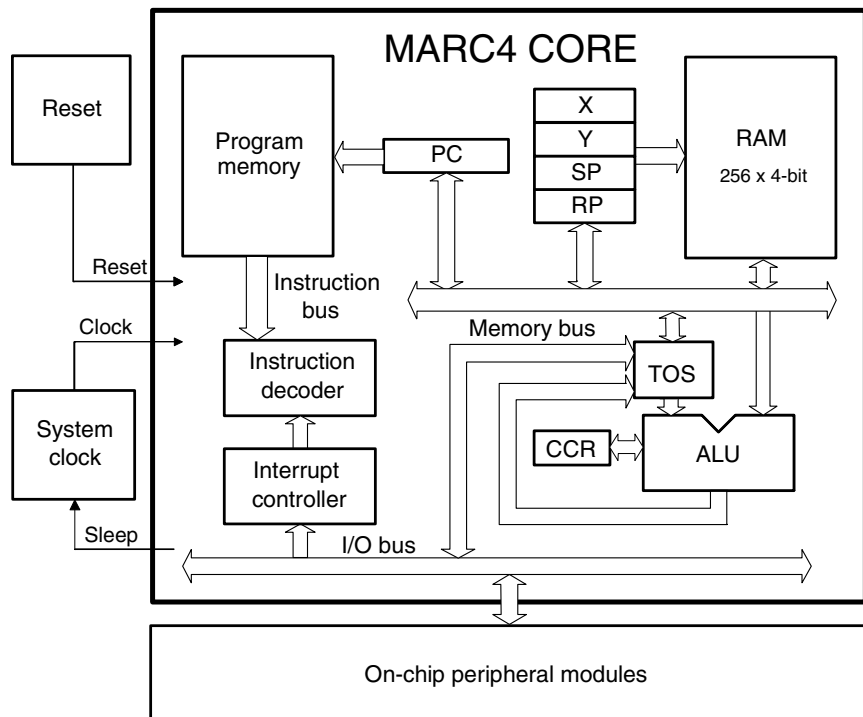 MARC4 CORE
Reset
Program
memory
PC
X
Y
SP
RP
RAM
256 x 4-bit
Reset
Instruction
bus
Clock
Memory bus
Instruction
decoder
TOS
System
clock
CCR
ALU
Interrupt
controller
Sleep
I/O bus
On-chip peripheral modules